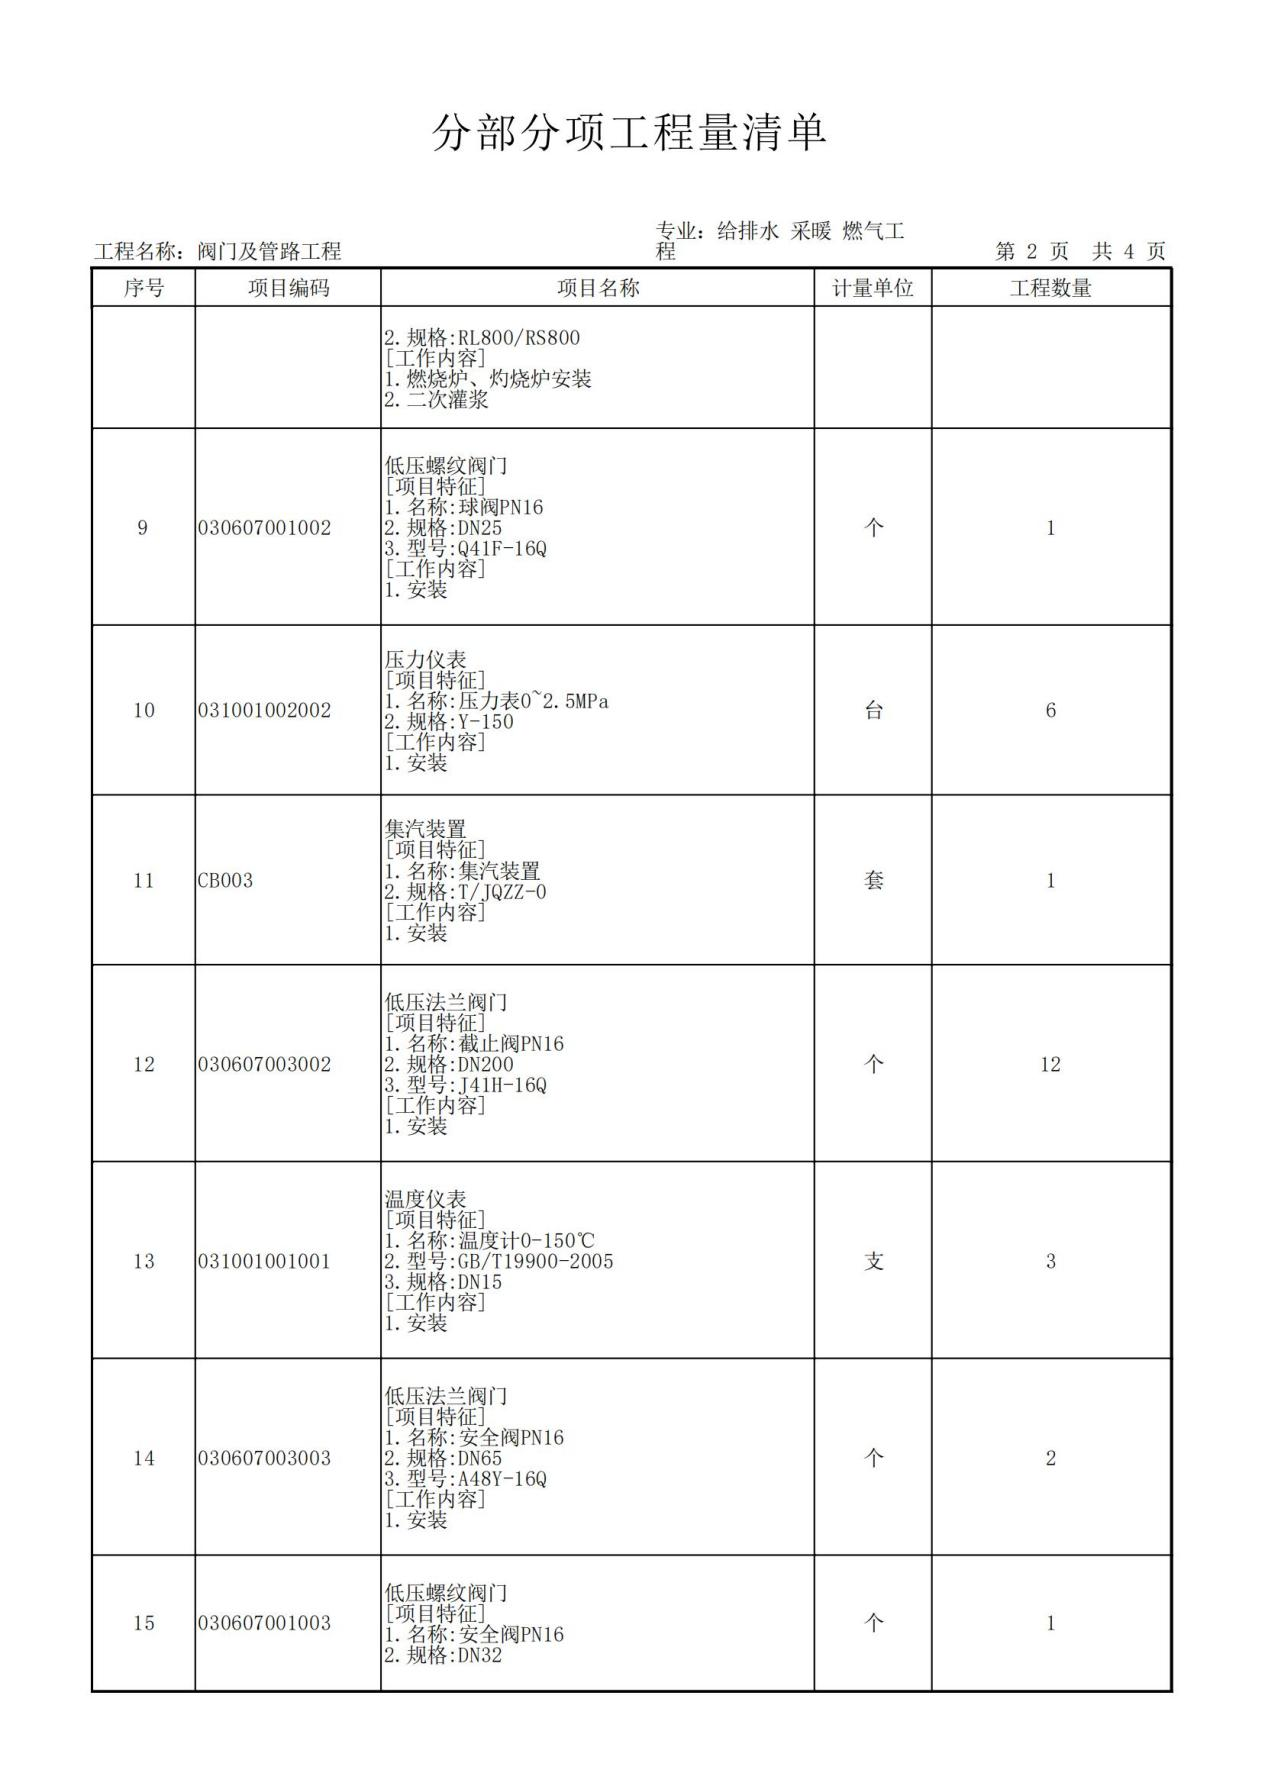 分部分项工程量清单
专业：给排水 采暖 燃气工
工程名称：阀门及管路工程 程 第 2 页 共 4 页
序号 项目编码 项目名称 计量单位 工程数量
2.规格:RL800/RS800
[工作内容]
1.燃烧炉、灼烧炉安装
2.二次灌浆
低压螺纹阀门
[项目特征]
1.名称:球阀PN16
9 030607001002 2.规格:DN25 个 1
3.型号:Q41F-16Q
[工作内容]
1.安装
压力仪表
[项目特征]
1.名称:压力表0~2.5MPa
10 031001002002 2.规格:Y-150 台 6
[工作内容]
1.安装
集汽装置
[项目特征]
1.名称:集汽装置
11 CB003 2.规格:T/JQZZ-0 套 1
[工作内容]
1.安装
低压法兰阀门
[项目特征]
1.名称:截止阀PN16
12 030607003002 2.规格:DN200 个 12
3.型号:J41H-16Q
[工作内容]
1.安装
温度仪表
[项目特征]
1.名称:温度计0-150℃
13 031001001001 2.型号:GB/T19900-2005 支 3
3.规格:DN15
[工作内容]
1.安装
低压法兰阀门
[项目特征]
1.名称:安全阀PN16
14 030607003003 2.规格:DN65 个 2
3.型号:A48Y-16Q
[工作内容]
1.安装
低压螺纹阀门
[项目特征]
15 030607001003 1.名称:安全阀PN16 个 1
2.规格:DN32